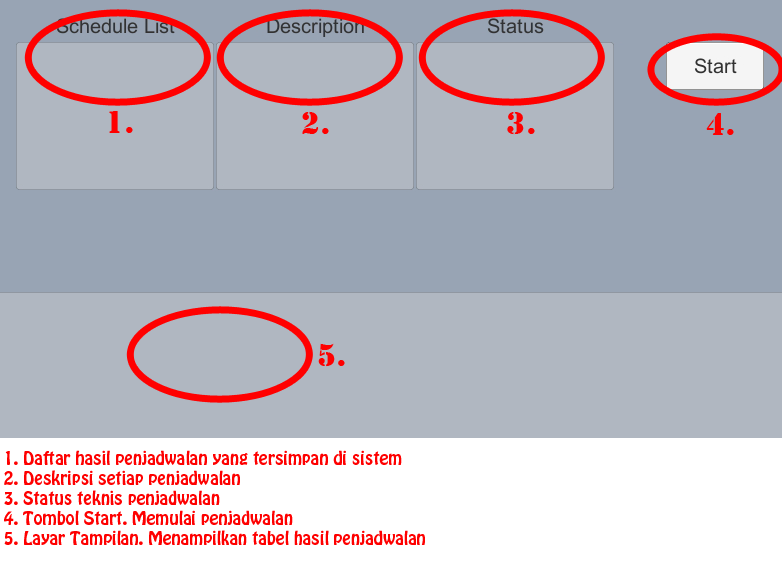 Schedule List Description Status
Start
1. 2. 3. 4.
5.
1. Daftar hasil penjadwalan yang tersimpan di sistem
2. Deskripsi setiap penjadwalan
3. Status teknis penjadwalan
4. Tombol Start. Memulai penjadwalan
5. Layar Tampilan. Menampilkan tabel hasil penjadwalan